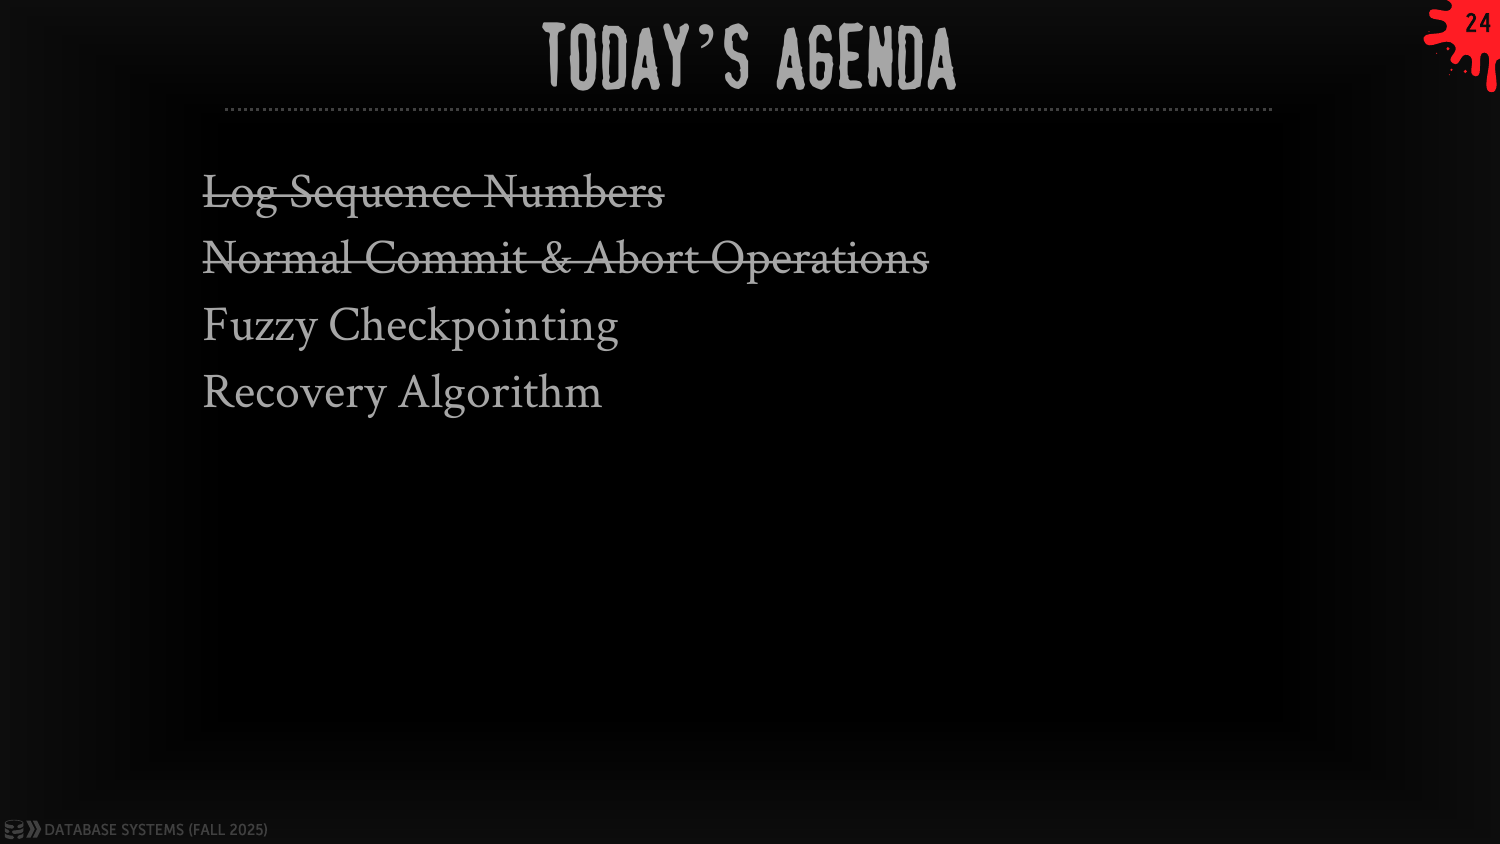 TODAY'S AGENDA
24
Log Sequence Numbers
Normal Commit & Abort Operations
Fuzzy Checkpointing
Recovery Algorithm
DATABASE SYSTEMS (FALL 2025)